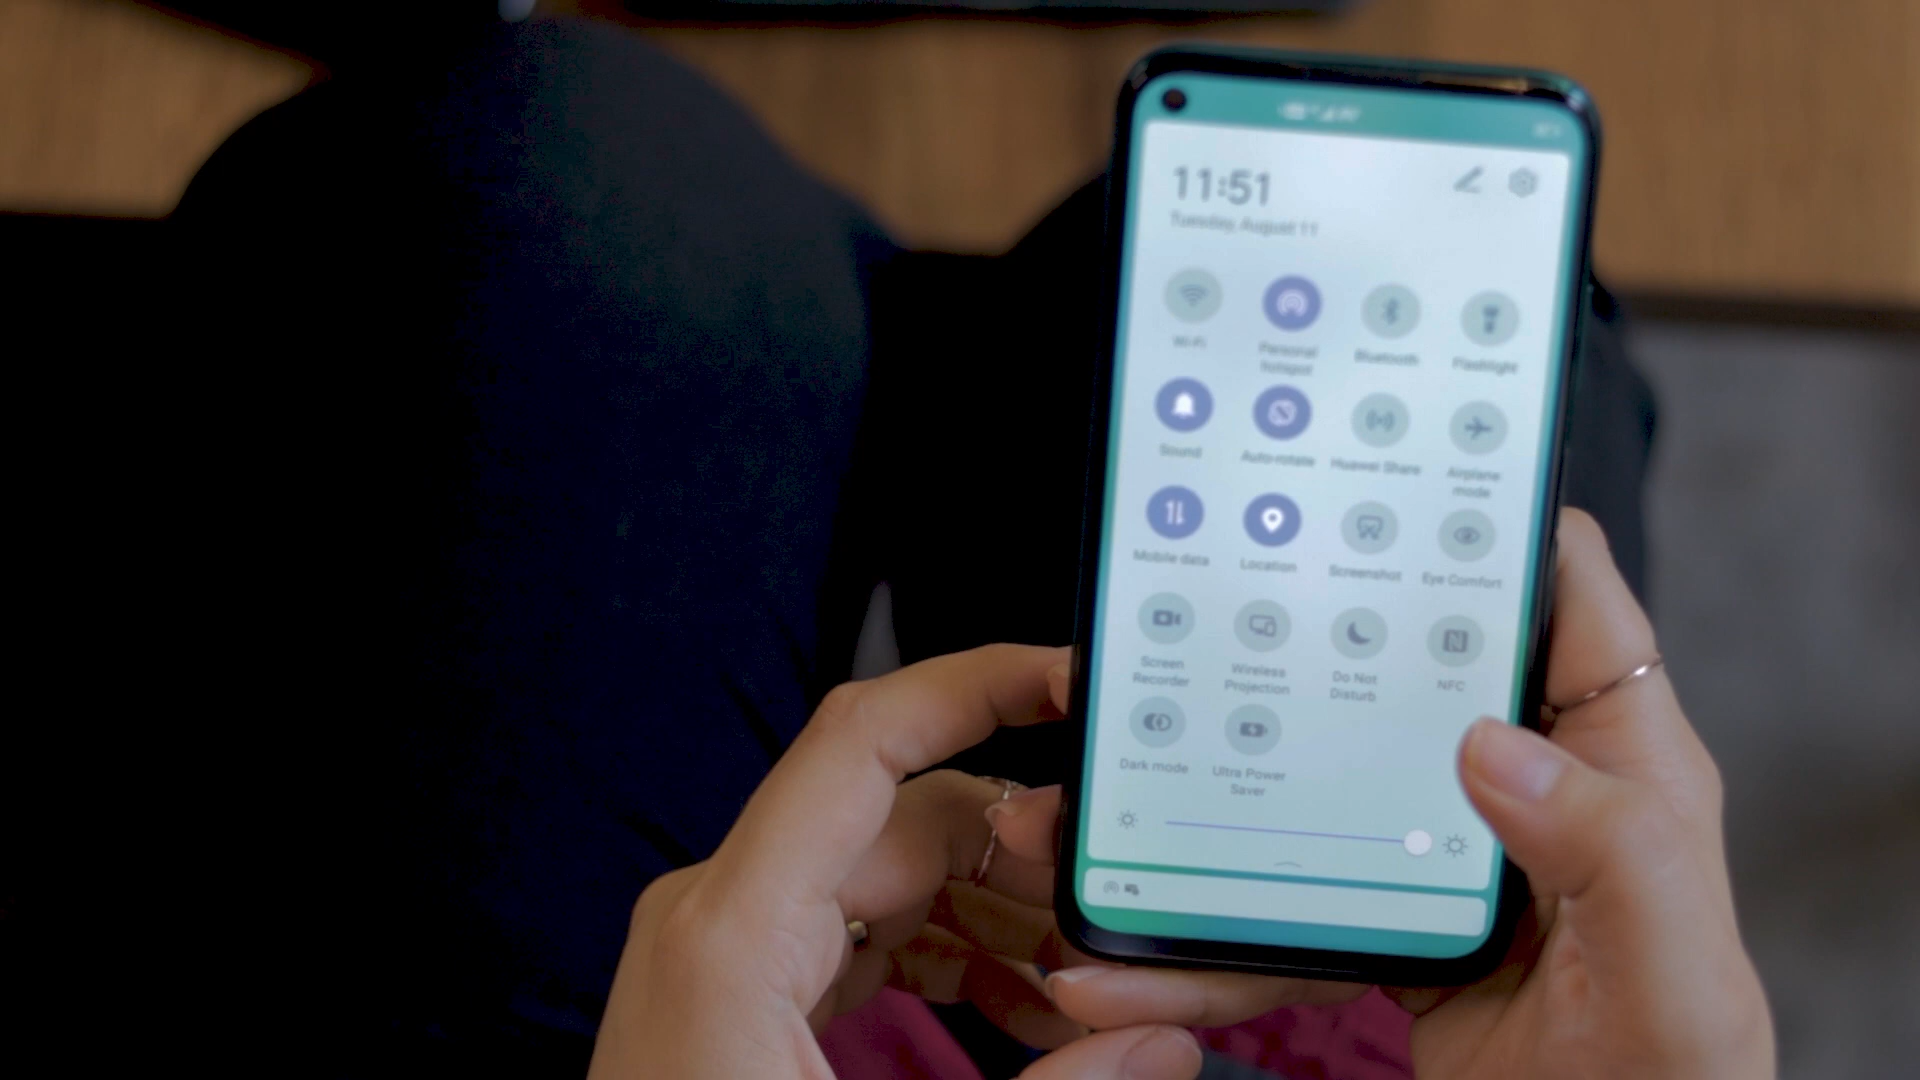 11:51
Tuesday, August 11
Wi-Fi
Personal
hotspot
Bluetooth
Flashlight
Sound
Auto-rotate
Huawei Share
Airplane
mode
Mobile data
Location
Screenshot
Eye Comfort
Screen
Recorder
Wireless
Projection
Do Not
Disturb
NFC
Dark mode
Ultra Power
Saver